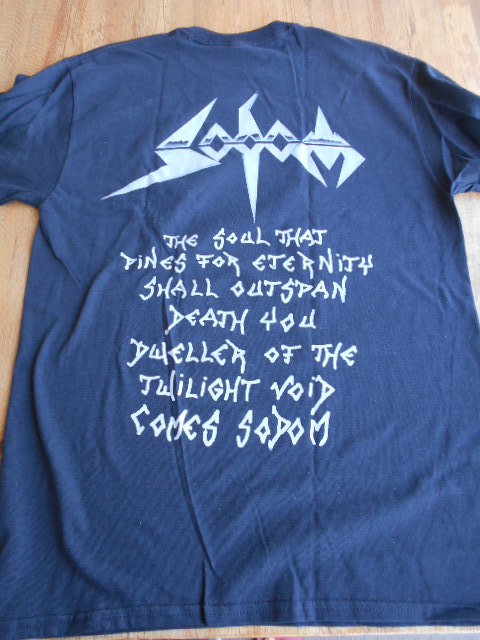 SODOM
THE SOUL THAT
PINES FOR ETERNITY
SHALL OUTSPAN
DEATH YOU
DWELLER OF THE
TWILIGHT VOID
COMES SODOM